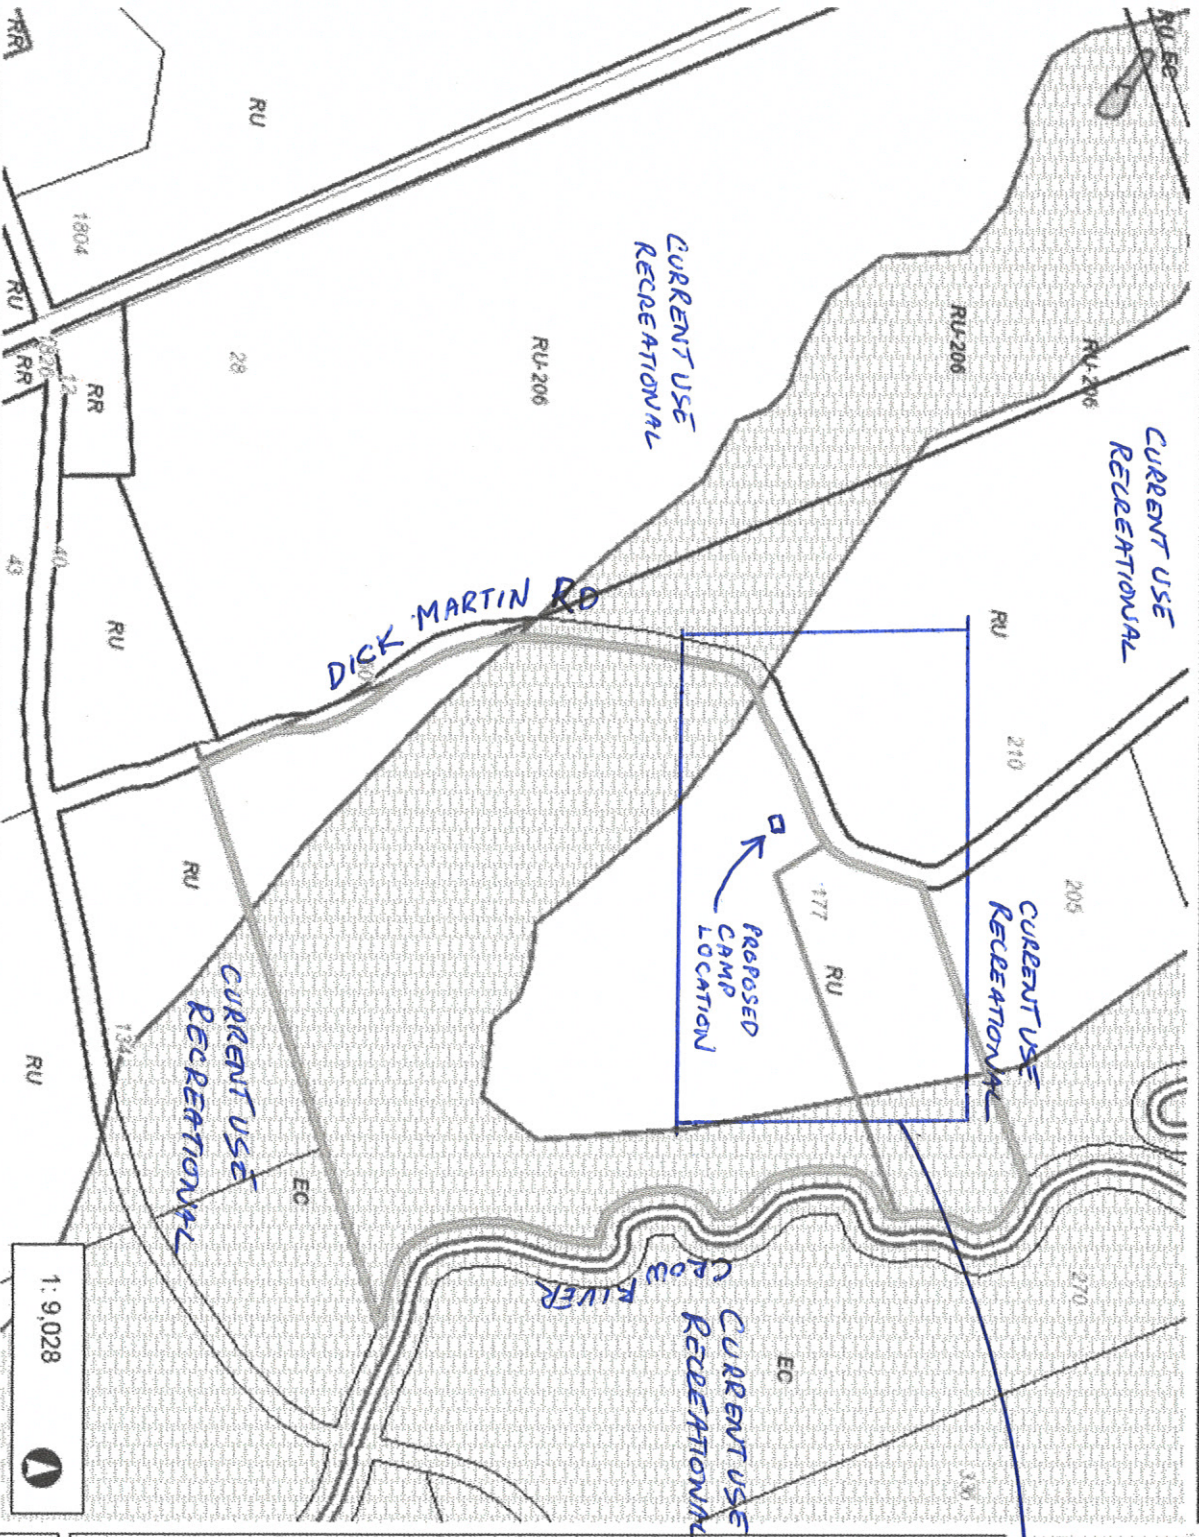 RU EC
CURRENT USE
RECREATIONAL
RU-206
270
205
CURRENT USE
RECREATIONAL
210
RU
RU-206
RU
177
EC
PROPOSED
CAMP
LOCATION
CURRENT USE
RECREATIONAL
CURRENT USE
RECREATIONAL
RIVER
DICK MARTIN RD
RU-206
EC
RU
28
CURRENT USE
RECREATIONAL
RU
134
RU
RR
1804
12
40
1826
1: 9,028
RU
RR
43
RU
RR